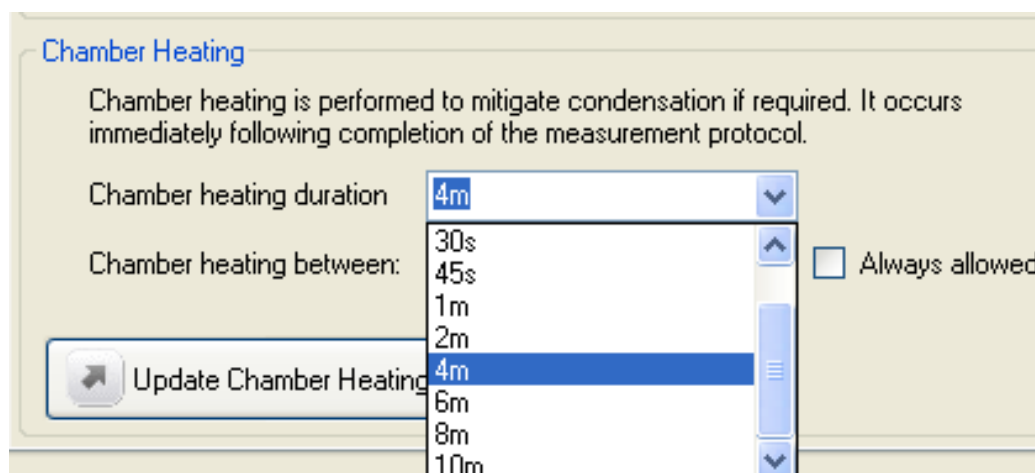 Chamber Heating
Chamber heating is performed to mitigate condensation if required. It occurs
immediately following completion of the measurement protocol.
Chamber heating duration 4m
30s
Chamber heating between: Always allowed
45s
1m
2m
4m
Update Chamber Heating
6m
8m
10m